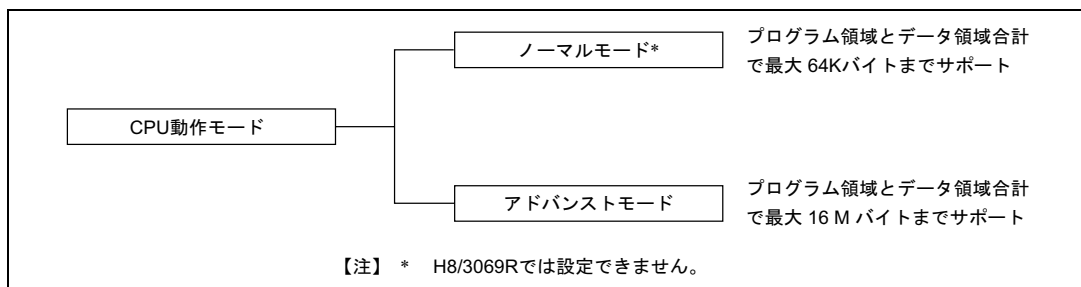 ノーマルモード*
プログラム領域とデータ領域合計
で最大 64Kバイトまでサポート
CPU動作モード
アドバンストモード
プログラム領域とデータ領域合計
で最大 16 M バイトまでサポート
【注】 * H8/3069Rでは設定できません。